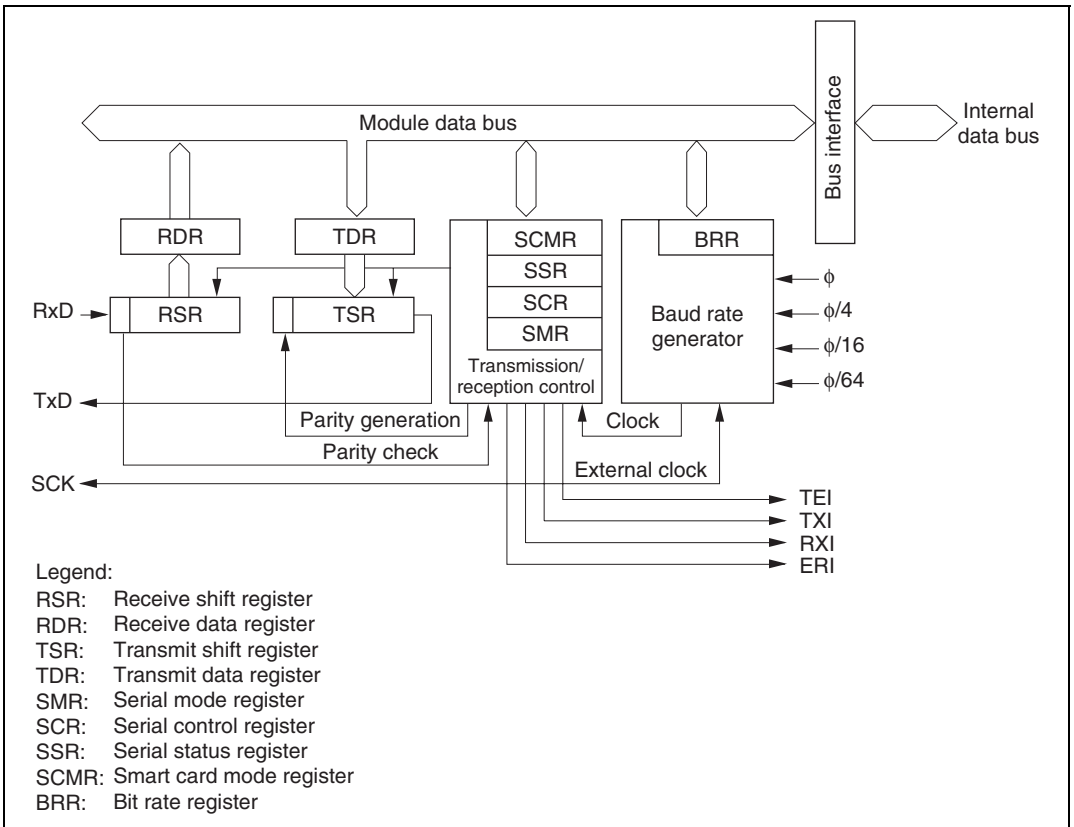 Module data bus
Bus interface
Internal
data bus
RDR
TDR
SCMR
SSR
SCR
SMR
Transmission/
reception control
BRR
Baud rate
generator
ϕ
ϕ/4
ϕ/16
ϕ/64
RxD
RSR
TSR
TxD
Parity generation
Clock
Parity check
External clock
SCK
TEI
TXI
RXI
ERI
Legend:
RSR: Receive shift register
RDR: Receive data register
TSR: Transmit shift register
TDR: Transmit data register
SMR: Serial mode register
SCR: Serial control register
SSR: Serial status register
SCMR: Smart card mode register
BRR: Bit rate register